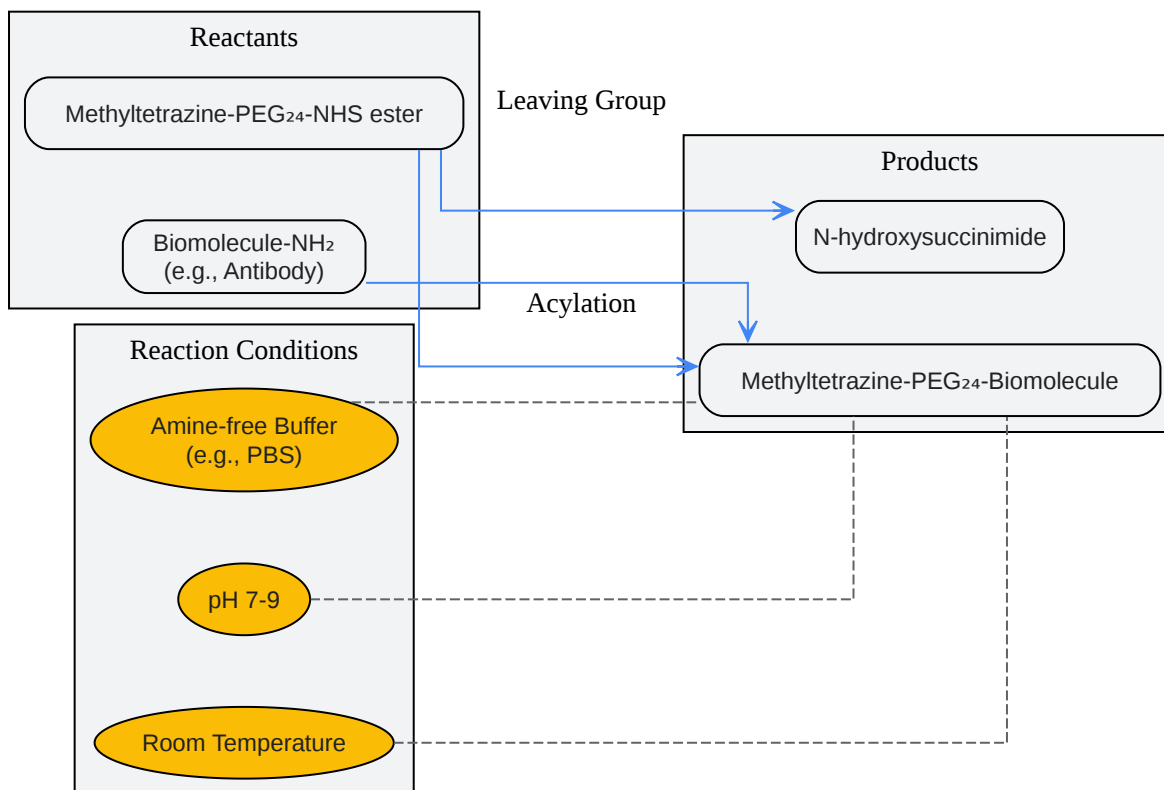 Reactants
Methyltetrazine-PEG₂₄-NHS ester
Leaving Group
Biomolecule-NH₂
(e.g., Antibody)
Acylation
Products
N-hydroxysuccinimide
Methyltetrazine-PEG₂₄-Biomolecule
Reaction Conditions
Amine-free Buffer
(e.g., PBS)
pH 7-9
Room Temperature